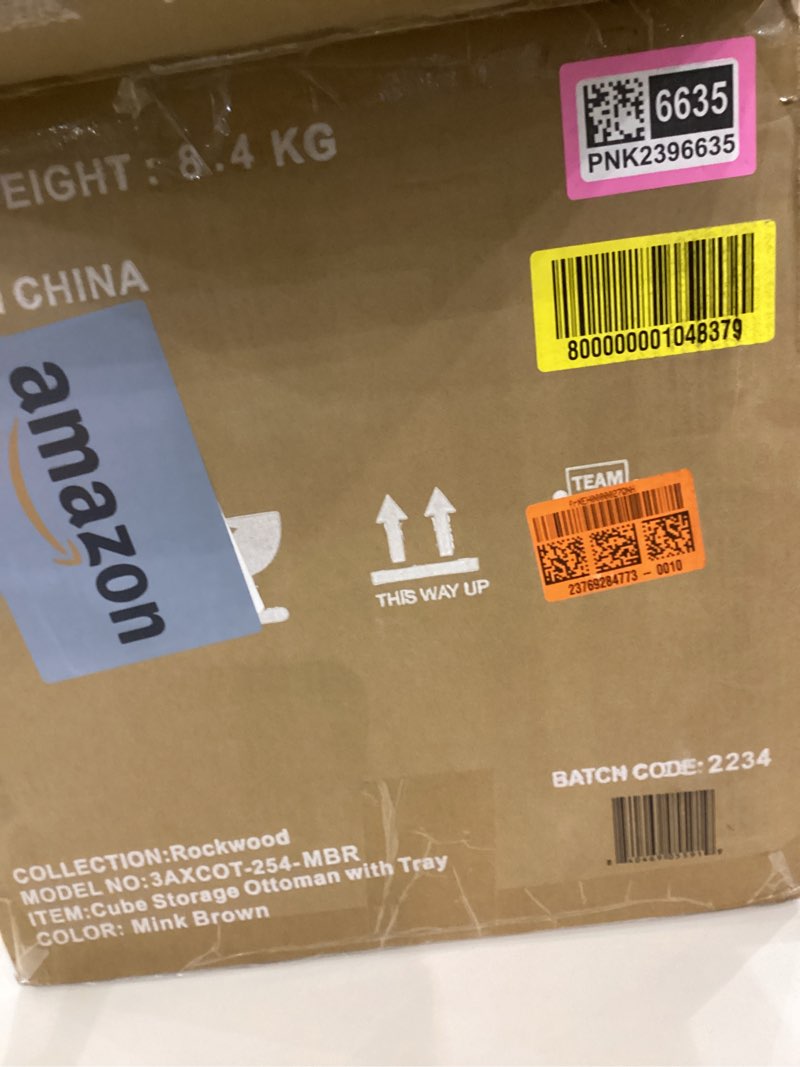 6635
PNK2396635
EIGHT : 8.4 KG
CHINA
800000001048379
amazon
TEAM
23769284773 - 0010
THIS WAY UP
BATCH CODE: 2234
COLLECTION:Rockwood
MODEL NO:3AXCOT-254-MBR
ITEM:Cube Storage Ottoman with Tray
COLOR: Mink Brown